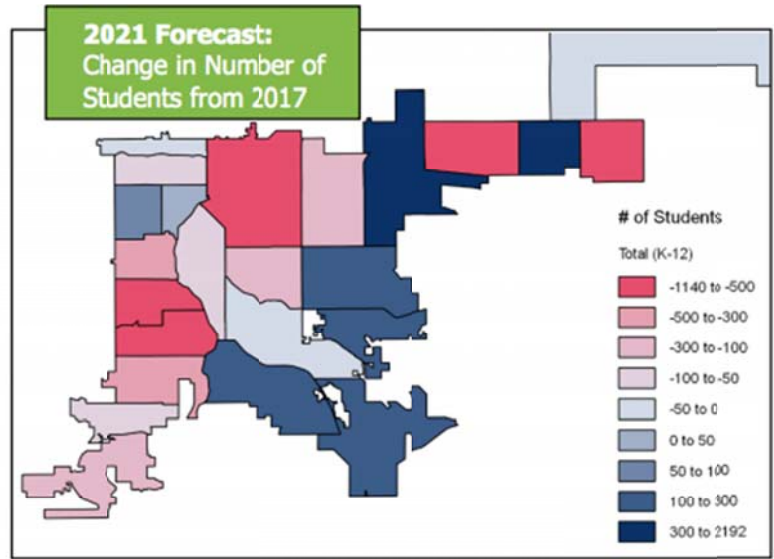 2021 Forecast:
Change in Number of
Students from 2017
# of Students
Total (K-12)
-1140 to -500
-500 to -300
-300 to -100
-100 to -50
-50 to 0
0 to 50
50 to 100
100 to 300
300 to 2192